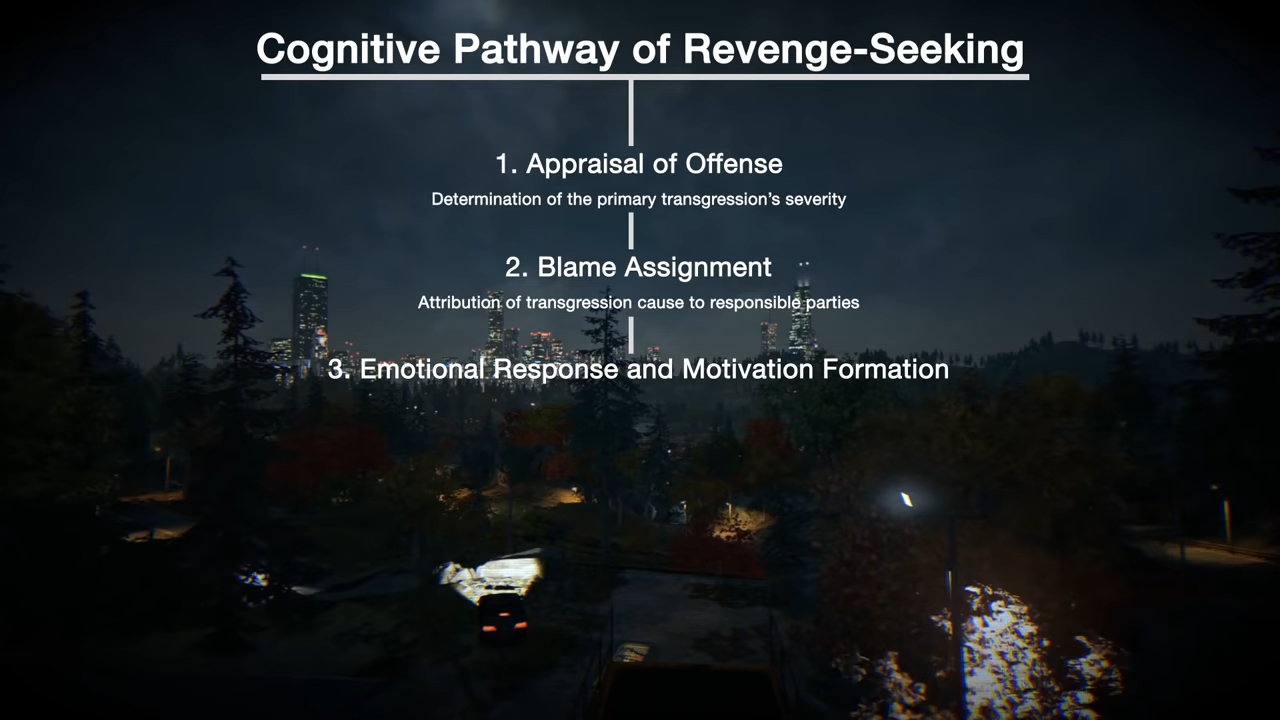 Cognitive Pathway of Revenge-Seeking
1. Appraisal of Offense
Determination of the primary transgression’s severity
2. Blame Assignment
Attribution of transgression cause to responsible parties
3. Emotional Response and Motivation Formation